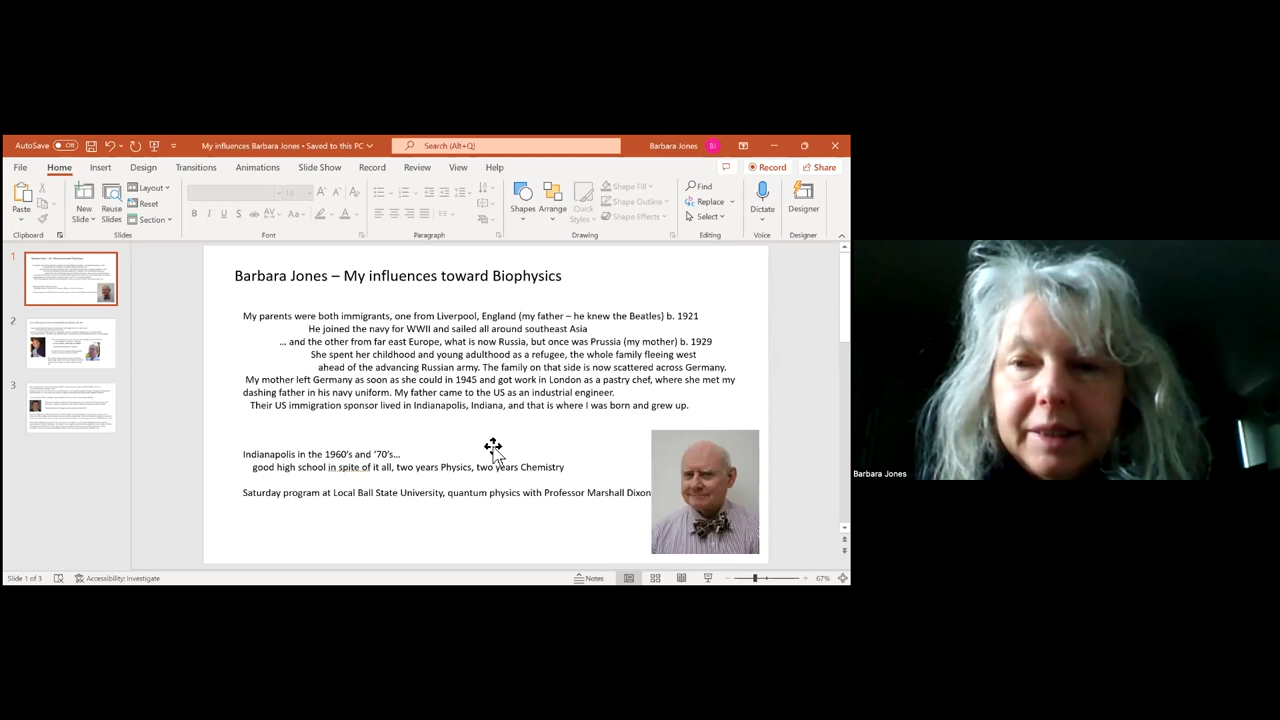 AutoSave Off
My influences Barbara Jones • Saved to this PC
Search (Alt+Q)
Barbara Jones
BJ
File Home Insert Design Transitions Animations Slide Show Record Review View Help
Record Share
Paste
New Slide
Reuse Slides
Layout
Reset
Section
18
B I U S ab AV Aa A
Shapes Arrange Quick Styles
Shape Fill
Shape Outline
Shape Effects
Find
Replace
Select
Dictate
Designer
Clipboard Slides Font Paragraph Drawing Editing Voice Designer
1
2
3
Barbara Jones – My influences toward Biophysics
My parents were both immigrants, one from Liverpool, England (my father – he knew the Beatles) b. 1921
He joined the navy for WWII and sailed all around southeast Asia
... and the other from far east Europe, what is now Russia, but once was Prussia (my mother) b. 1929
She spent her childhood and young adulthood as a refugee, the whole family fleeing west
ahead of the advancing Russian army. The family on that side is now scattered across Germany.
My mother left Germany as soon as she could in 1945 and got work in London as a pastry chef, where she met my
dashing father in his navy uniform. My father came to the US as an industrial engineer.
Their US immigration sponsor lived in Indianapolis, Indiana, and that is where I was born and grew up.
Indianapolis in the 1960's and '70's...
good high school in spite of it all, two years Physics, two years Chemistry
Saturday program at Local Ball State University, quantum physics with Professor Marshall Dixon
Slide 1 of 3
Accessibility: Investigate
Notes
67%
Barbara Jones